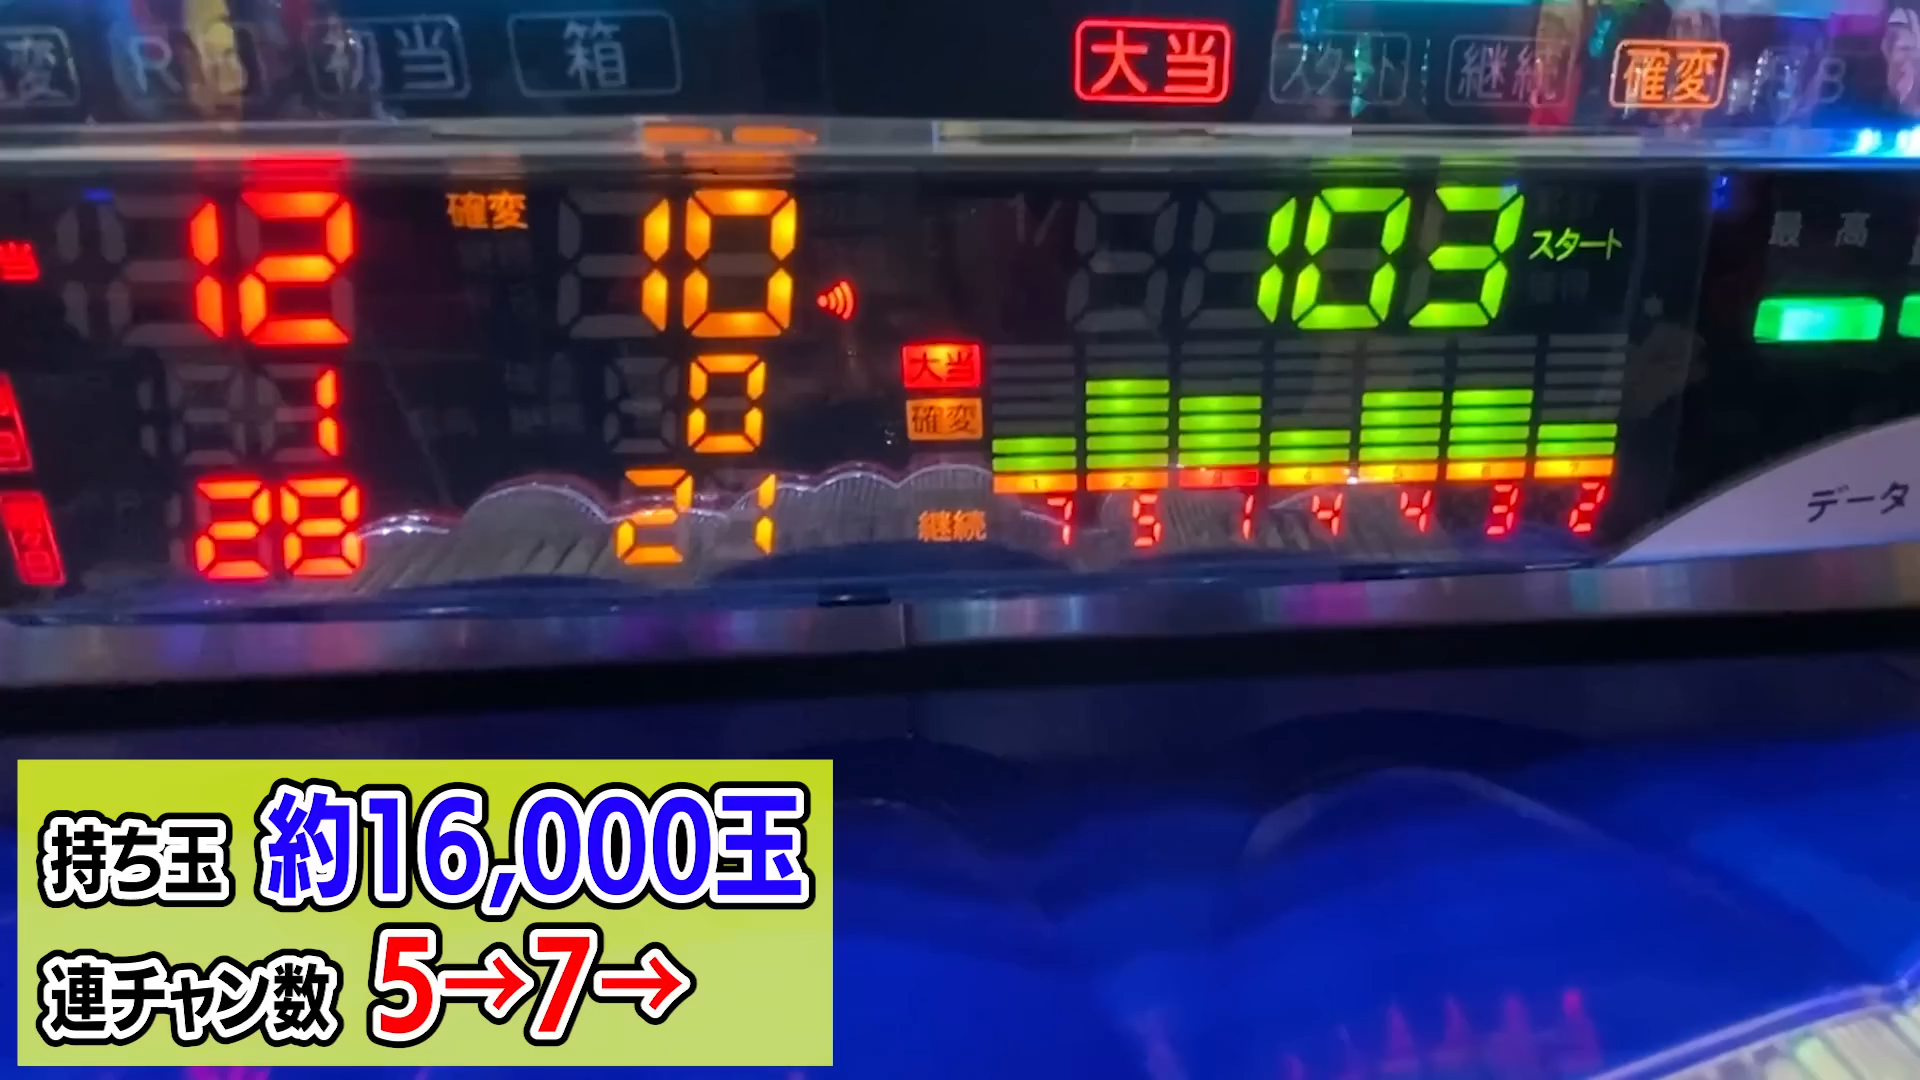 変 初当 箱 大当 スタート 継続 確変
当 12 確変 10 103 スタート 最高
1 0 大当
確変
28 21 継続 7 5 1 4 4 3 2
データ
持ち玉 約16,000玉
連チャン数 5→7→